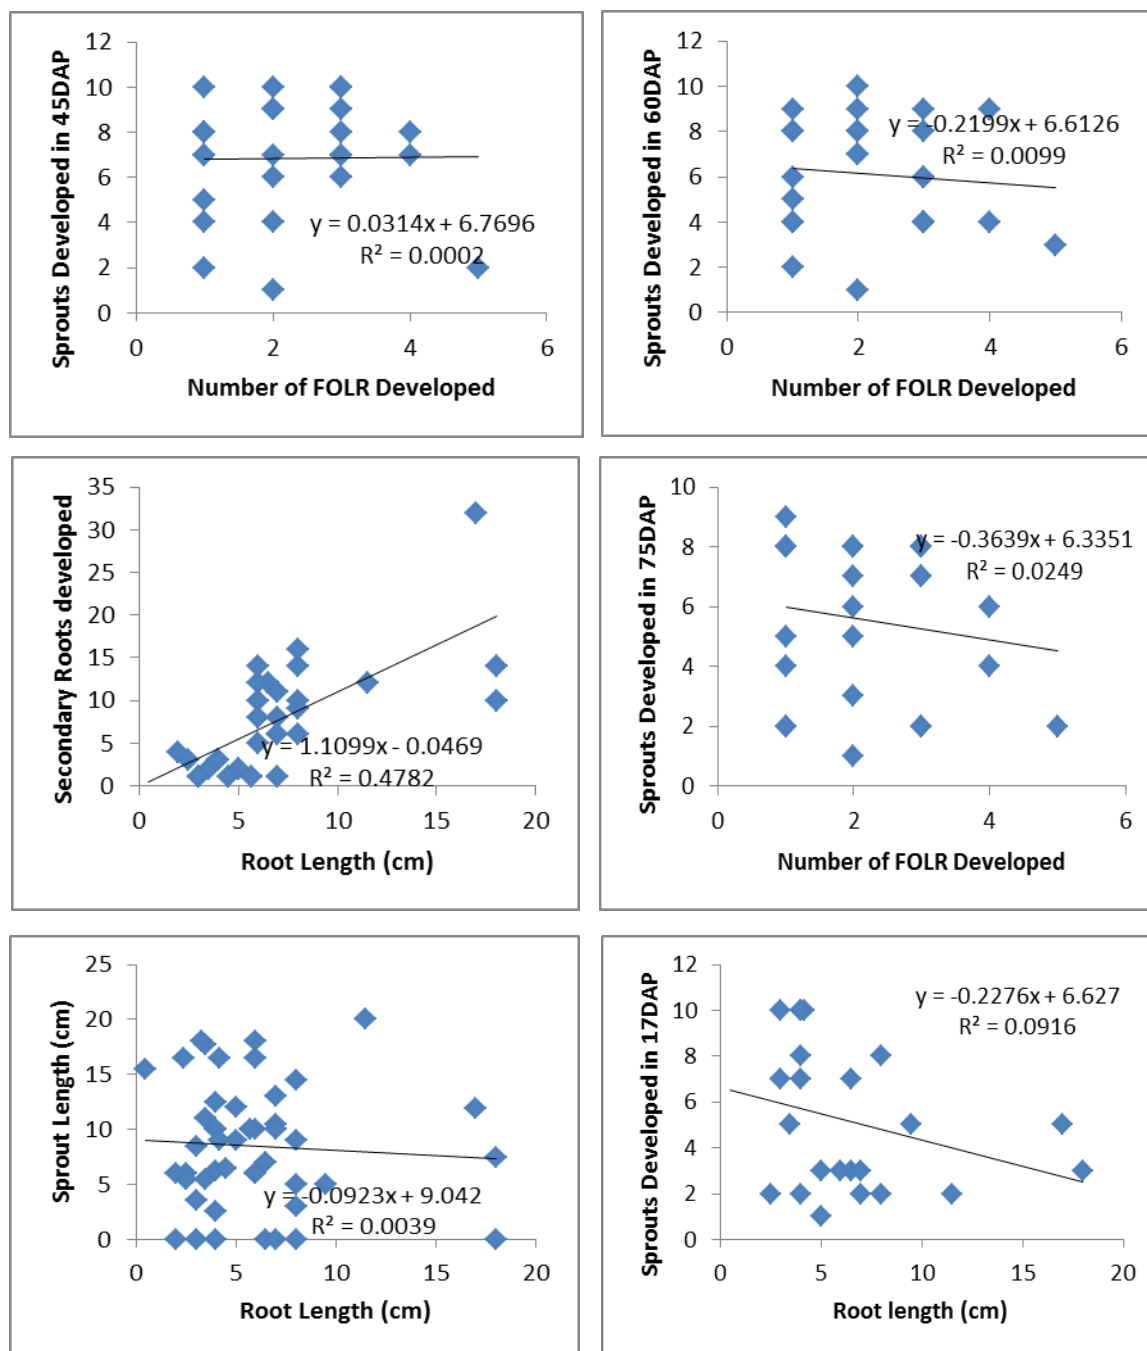 Sprouts Developed in 45DAP
12
10
8
6
4
2
0
y = 0.0314x + 6.7696
R² = 0.0002
0 2 4 6
Number of FOLR Developed
Sprouts Developed in 60DAP
12
10
8
6
4
2
0
y = -0.2199x + 6.6126
R² = 0.0099
0 2 4 6
Number of FOLR Developed
Secondary Roots developed
35
30
25
20
15
10
5
0
y = 1.1099x - 0.0469
R² = 0.4782
0 5 10 15 20
Root Length (cm)
Sprouts Developed in 75DAP
10
8
6
4
2
0
y = -0.3639x + 6.3351
R² = 0.0249
0 2 4 6
Number of FOLR Developed
Sprout Length (cm)
25
20
15
10
5
0
y = -0.0923x + 9.042
R² = 0.0039
0 5 10 15 20
Root Length (cm)
Sprouts Developed in 17DAP
12
10
8
6
4
2
0
y = -0.2276x + 6.627
R² = 0.0916
0 5 10 15 20
Root length (cm)